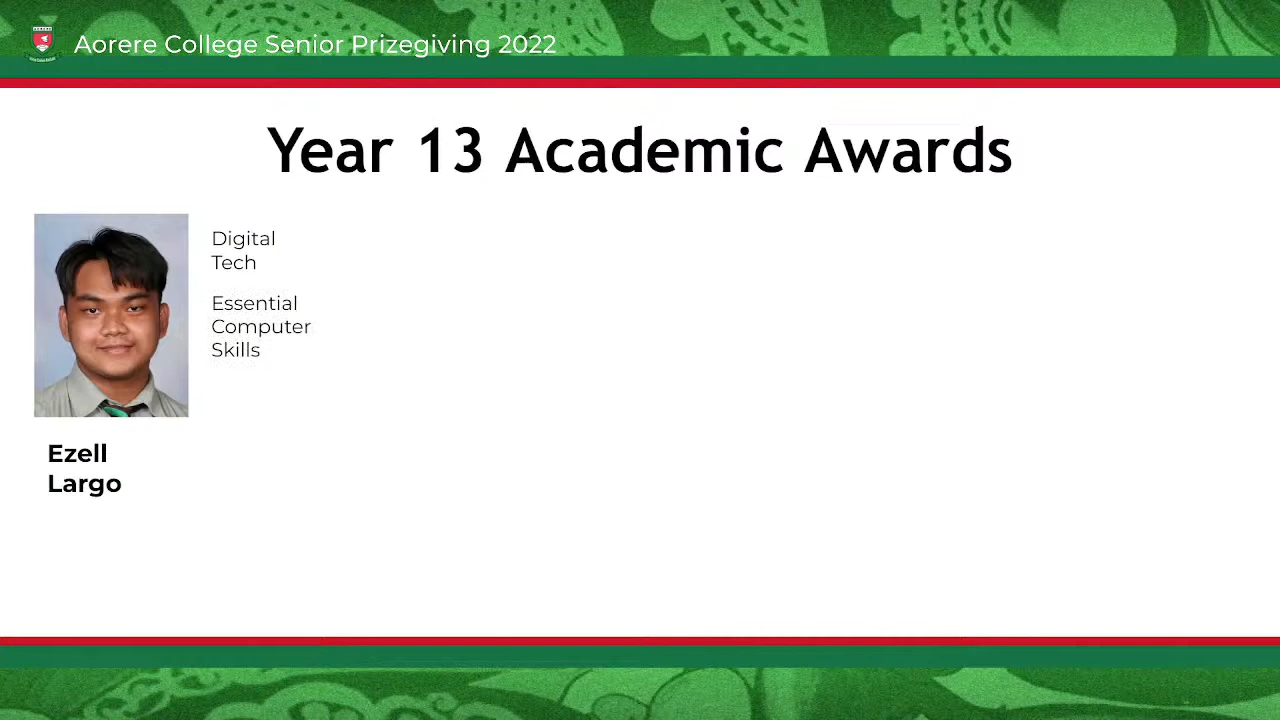 Aorere College Senior Prizegiving 2022
Year 13 Academic Awards
Digital
Tech
Essential
Computer
Skills
Ezell
Largo